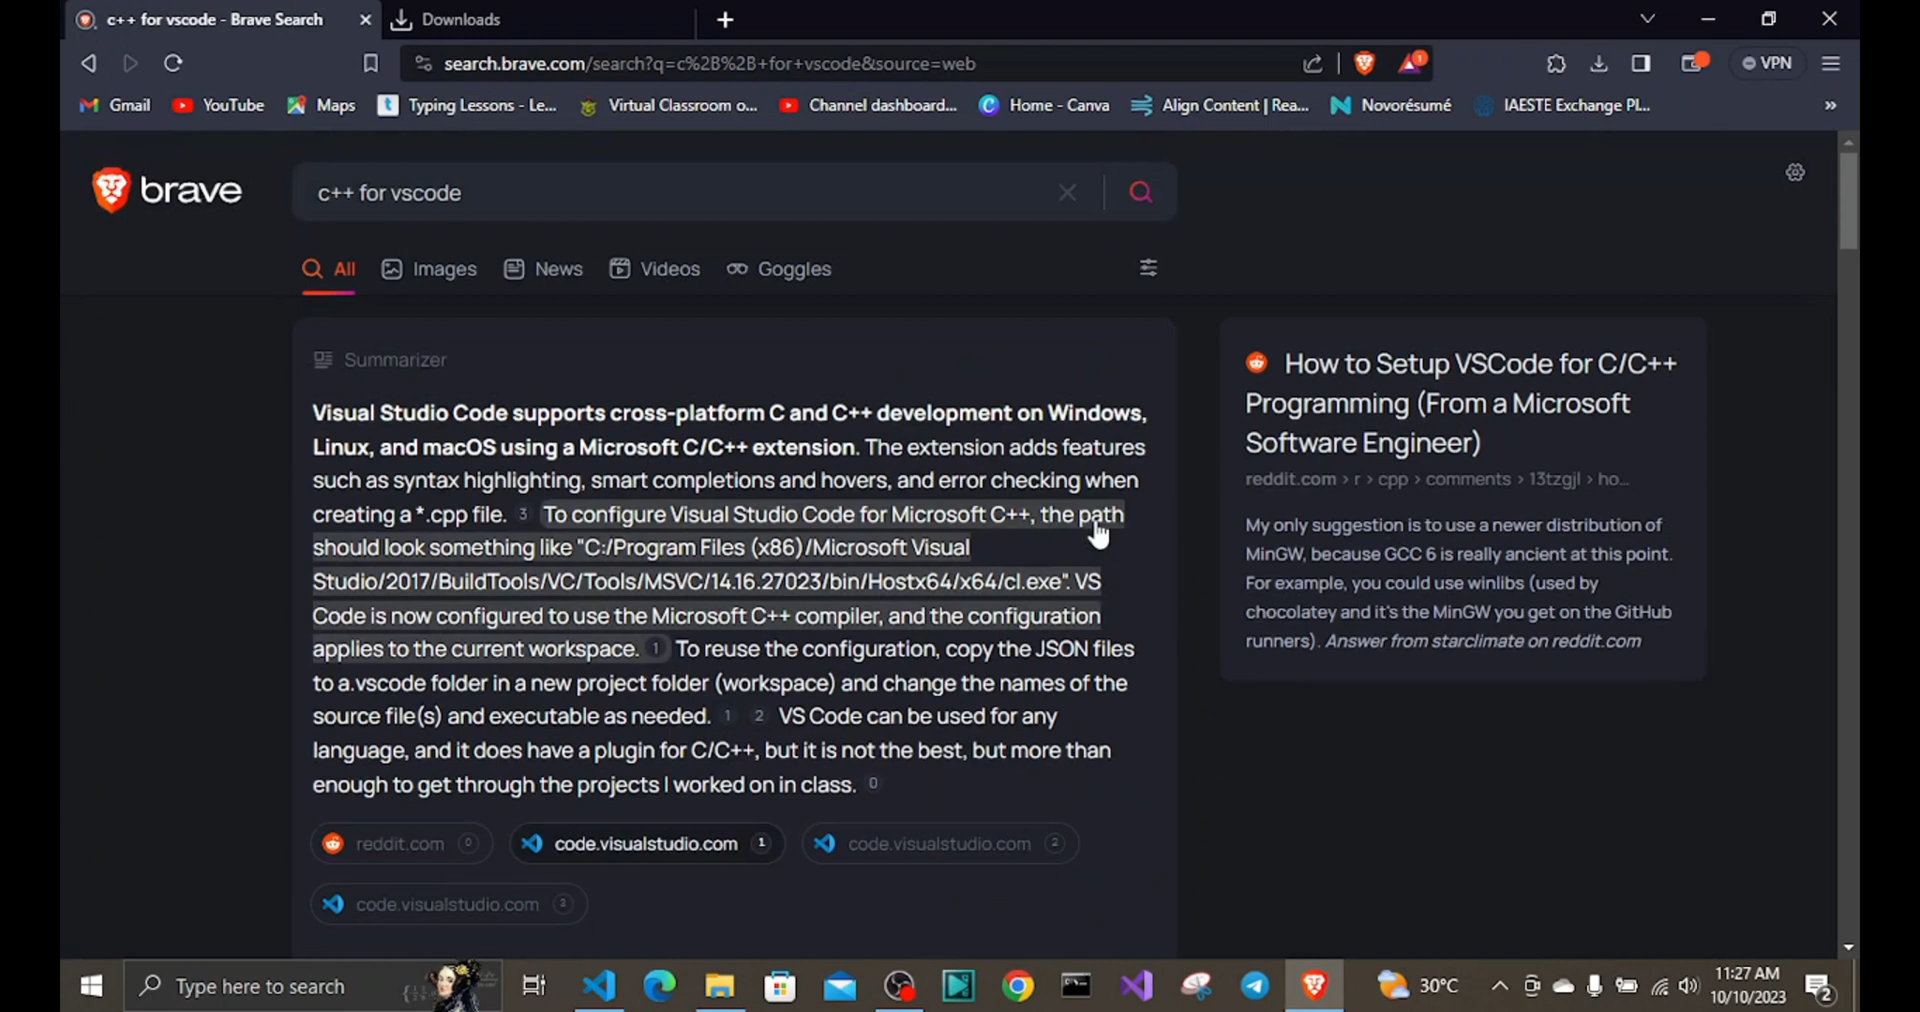 c++ for vscode - Brave Search
Downloads
search.brave.com/search?q=c%2B%2B+for+vscode&source=web
1
VPN
Gmail
YouTube
Maps
Typing Lessons - Le...
Virtual Classroom o...
Channel dashboard...
Home - Canva
Align Content | Rea...
Novorésumé
IAESTE Exchange Pl...
»
brave
c++ for vscode
All
Images
News
Videos
Goggles
Summarizer
Visual Studio Code supports cross-platform C and C++ development on Windows,
Linux, and macOS using a Microsoft C/C++ extension. The extension adds features
such as syntax highlighting, smart completions and hovers, and error checking when
creating a *.cpp file. 3 To configure Visual Studio Code for Microsoft C++, the path
should look something like "C:/Program Files (x86)/Microsoft Visual
Studio/2017/BuildTools/VC/Tools/MSVC/14.16.27023/bin/Hostx64/x64/cl.exe". VS
Code is now configured to use the Microsoft C++ compiler, and the configuration
applies to the current workspace. 1 To reuse the configuration, copy the JSON files
to a.vscode folder in a new project folder (workspace) and change the names of the
source file(s) and executable as needed. 1 2 VS Code can be used for any
language, and it does have a plugin for C/C++, but it is not the best, but more than
enough to get through the projects I worked on in class. 0
reddit.com 0
code.visualstudio.com 1
code.visualstudio.com 2
code.visualstudio.com 3
How to Setup VSCode for C/C++
Programming (From a Microsoft
Software Engineer)
reddit.com › r › cpp › comments › 13tzgjl › ho...
My only suggestion is to use a newer distribution of
MinGW, because GCC 6 is really ancient at this point.
For example, you could use winlibs (used by
chocolatey and it's the MinGW you get on the GitHub
runners). Answer from starclimate on reddit.com
Type here to search
30°C
11:27 AM
10/10/2023
2